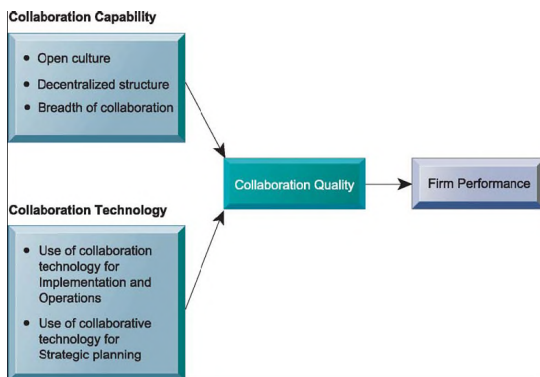 Collaboration Capability
• Open culture
• Decentralized structure
• Breadth of collaboration
Collaboration Quality
Firm Performance
Collaboration Technology
• Use of collaboration
technology for
Implementation and
Operations
• Use of collaborative
technology for
Strategic planning